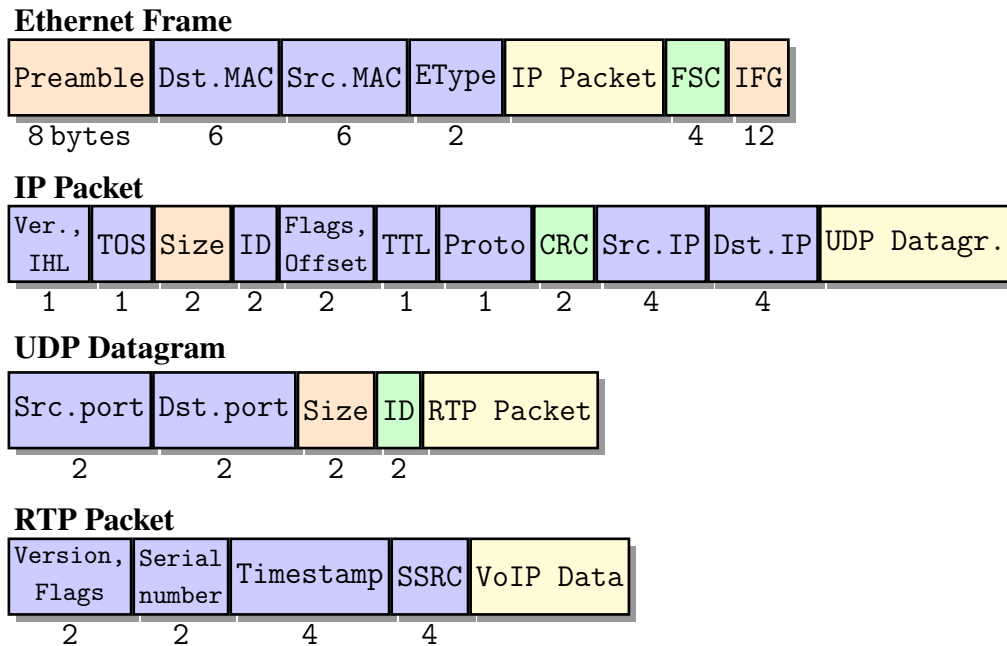 Ethernet Frame
Preamble Dst.MAC Src.MAC EType IP Packet FSC IFG
8 bytes 6 6 2 4 12
IP Packet
Ver., IHL TOS Size ID Flags, Offset TTL Proto CRC Src.IP Dst.IP UDP Datagr.
1 1 2 2 2 1 1 2 4 4
UDP Datagram
Src.port Dst.port Size ID RTP Packet
2 2 2 2
RTP Packet
Version, Flags Serial number Timestamp SSRC VoIP Data
2 2 4 4